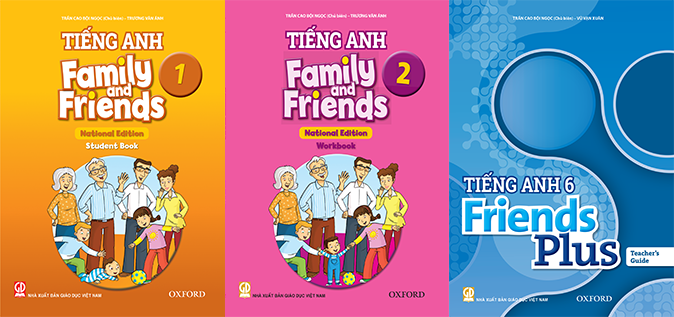 TRẦN CAO BỘI NGỌC (Chủ biên) - TRƯƠNG VĂN ÁNH
TIẾNG ANH
Family
and
Friends
1
National Edition
Student Book
NHÀ XUẤT BẢN GIÁO DỤC VIỆT NAM
OXFORD
TRẦN CAO BỘI NGỌC (Chủ biên) - TRƯƠNG VĂN ÁNH
TIẾNG ANH
Family
and
Friends
2
National Edition
Workbook
NHÀ XUẤT BẢN GIÁO DỤC VIỆT NAM
OXFORD
TRẦN CAO BỘI NGỌC (Chủ biên) - VŨ VẠN XUÂN
TIẾNG ANH 6
Friends
Plus
Teacher's
Guide
NHÀ XUẤT BẢN GIÁO DỤC VIỆT NAM
OXFORD